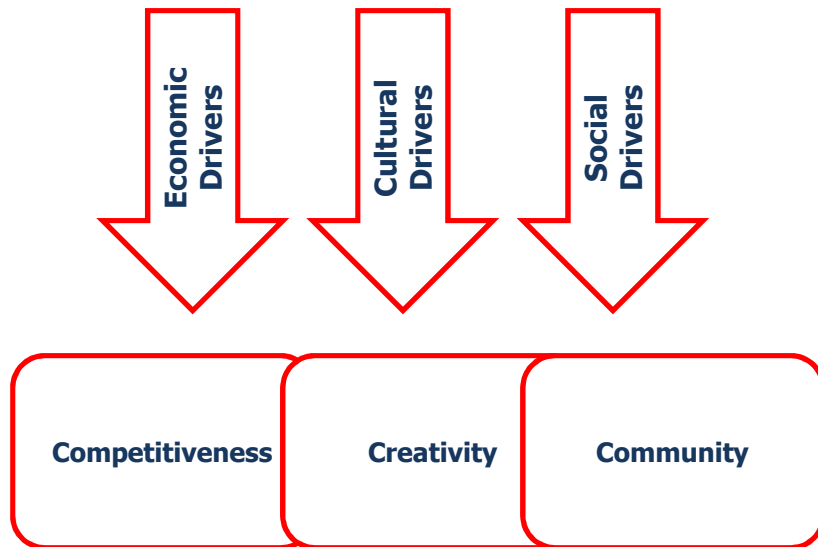 Economic
Drivers
Cultural
Drivers
Social
Drivers
Competitiveness
Creativity
Community